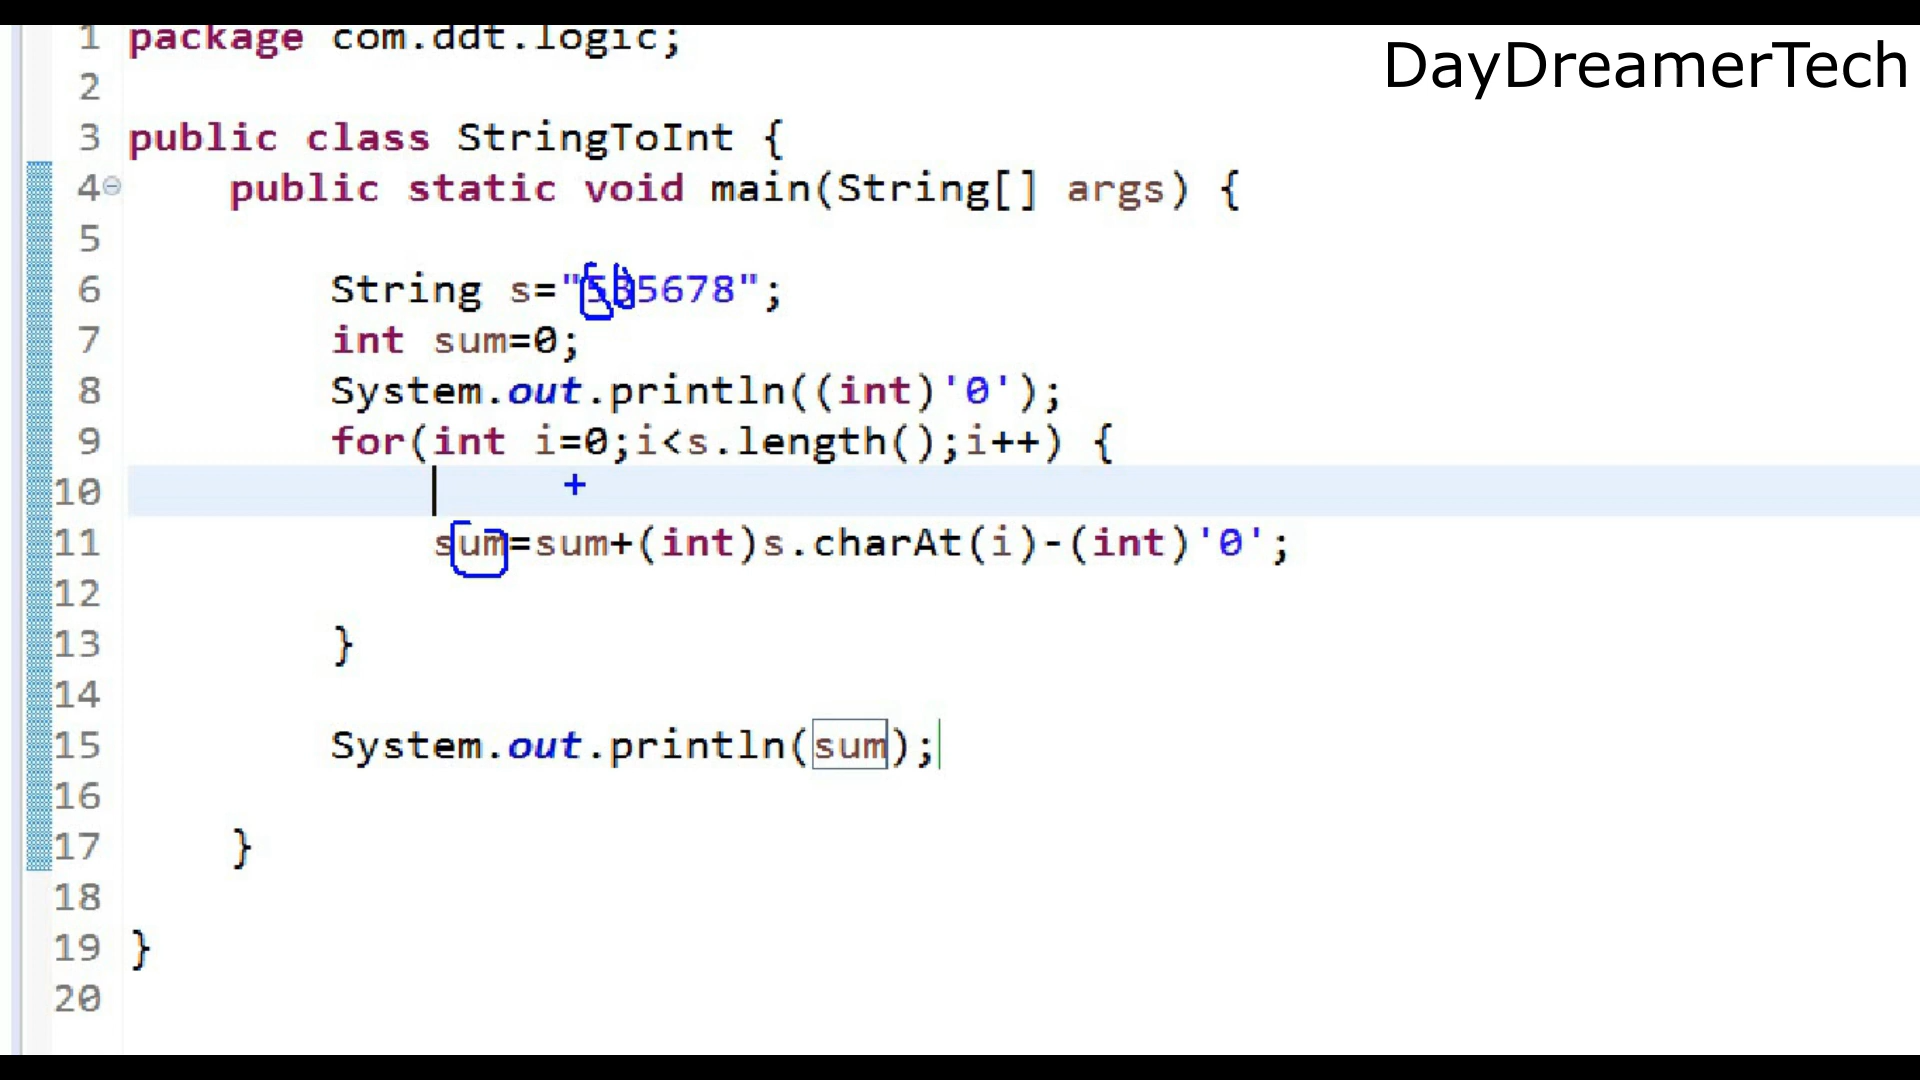 DayDreamerTech
1 package com.ddt.logic;
2
3 public class StringToInt {
4 public static void main(String[] args) {
5
6 String s="535678";
7 int sum=0;
8 System.out.println((int)'0');
9 for(int i=0;i<s.length();i++) {
10
11 sum=sum+(int)s.charAt(i)-(int)'0';
12
13 }
14
15 System.out.println(sum);
16
17 }
18
19 }
20